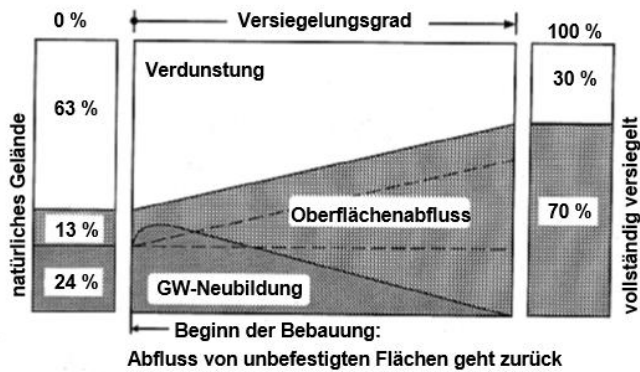 0 %
Versiegelungsgrad
100 %
natürliches Gelände
63 %
13 %
24 %
Verdunstung
Oberflächenabfluss
GW-Neubildung
30 %
70 %
vollständig versiegelt
Beginn der Bebauung:
Abfluss von unbefestigten Flächen geht zurück